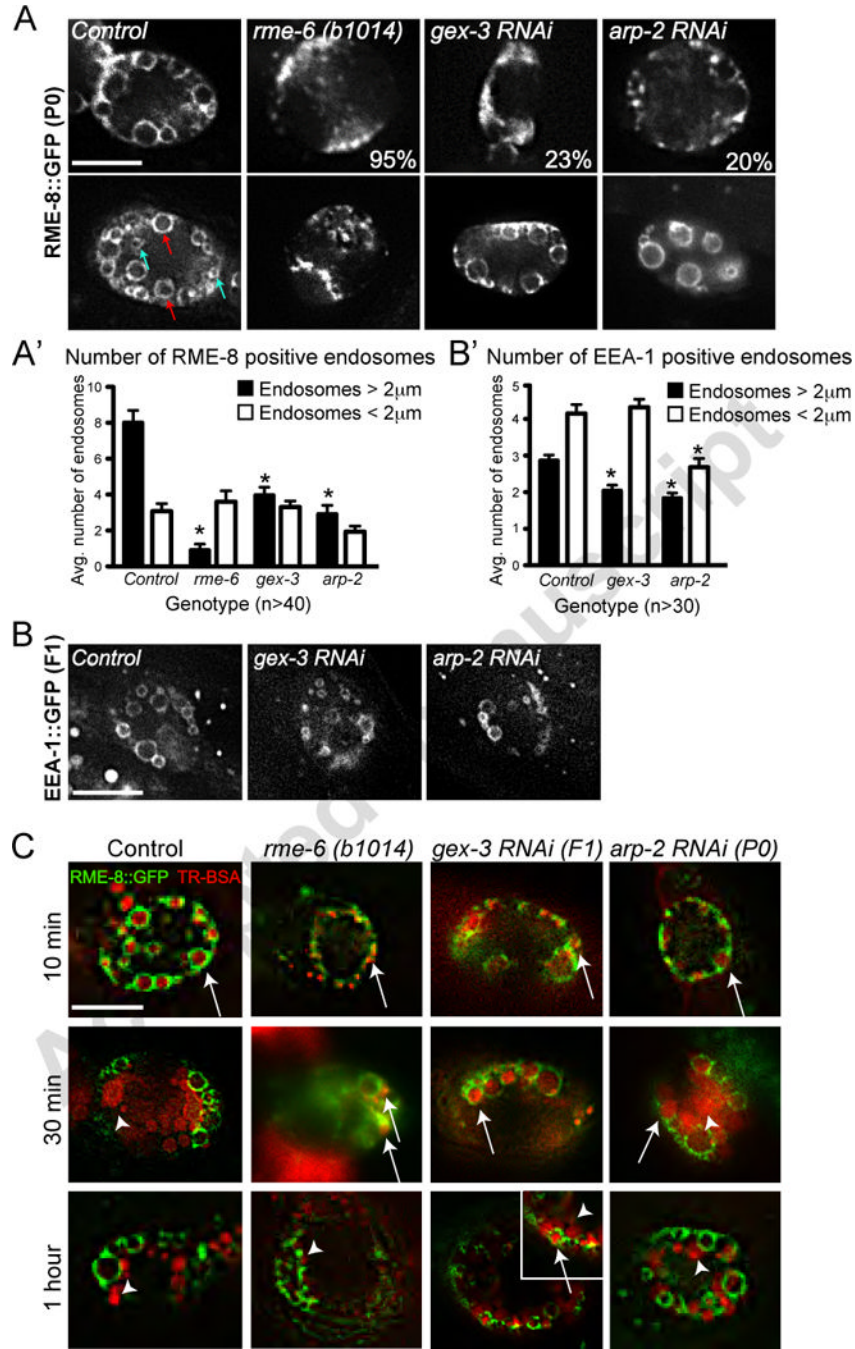 A
Control
rme-6 (b1014)
gex-3 RNAi
arp-2 RNAi
RME-8::GFP (P0)
95%
23%
20%
A'
Number of RME-8 positive endosomes
Endosomes > 2μm
Endosomes < 2μm
Avg. number of endosomes
10
8
6
4
2
0
*
*
*
Control
rme-6
gex-3
arp-2
Genotype (n>40)
B'
Number of EEA-1 positive endosomes
Endosomes > 2μm
Endosomes < 2μm
Avg. number of endosomes
5
4
3
2
1
0
*
*
*
Control
gex-3
arp-2
Genotype (n>30)
B
Control
gex-3 RNAi
arp-2 RNAi
EEA-1::GFP (F1)
C
Control
rme-6 (b1014)
gex-3 RNAi (F1)
arp-2 RNAi (P0)
RME-8::GFP
TR-BSA
10 min
30 min
1 hour